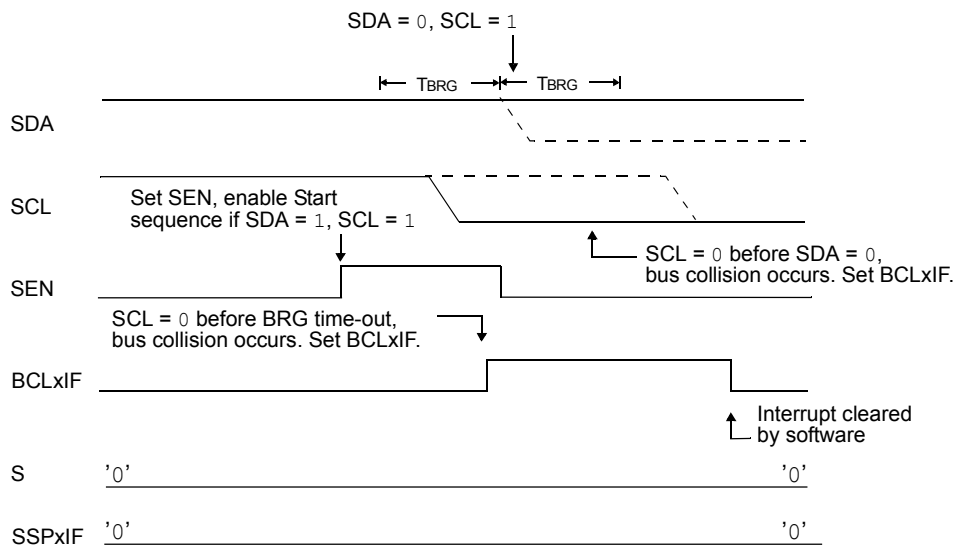 SDA = 0, SCL = 1
TBRG
TBRG
SDA
SCL
Set SEN, enable Start
sequence if SDA = 1, SCL = 1
SCL = 0 before SDA = 0,
bus collision occurs. Set BCLxIF.
SEN
SCL = 0 before BRG time-out,
bus collision occurs. Set BCLxIF.
BCLxIF
Interrupt cleared
by software
S '0' '0'
SSPxIF '0' '0'